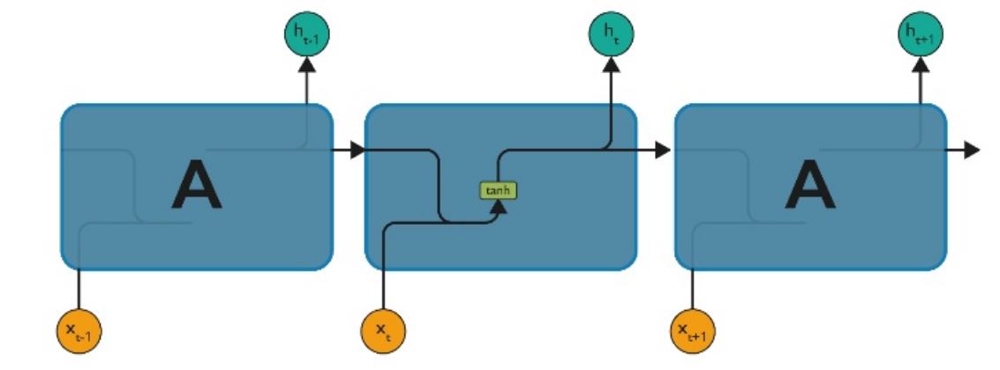 h t-1
h t
h t+1
A
tanh
A
x t-1
x t
x t+1